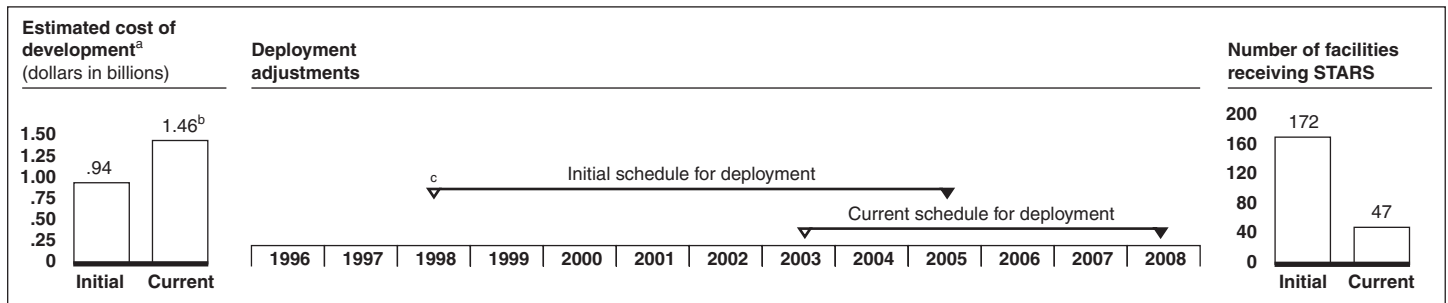 Estimated cost of
developmentᵃ
(dollars in billions)
1.50
1.25
1.00
.75
.50
.25
0
.94
1.46ᵇ
Initial Current
Deployment
adjustments
c
Initial schedule for deployment
Current schedule for deployment
1996 1997 1998 1999 2000 2001 2002 2003 2004 2005 2006 2007 2008
Number of facilities
receiving STARS
200
160
120
80
40
0
172
47
Initial Current